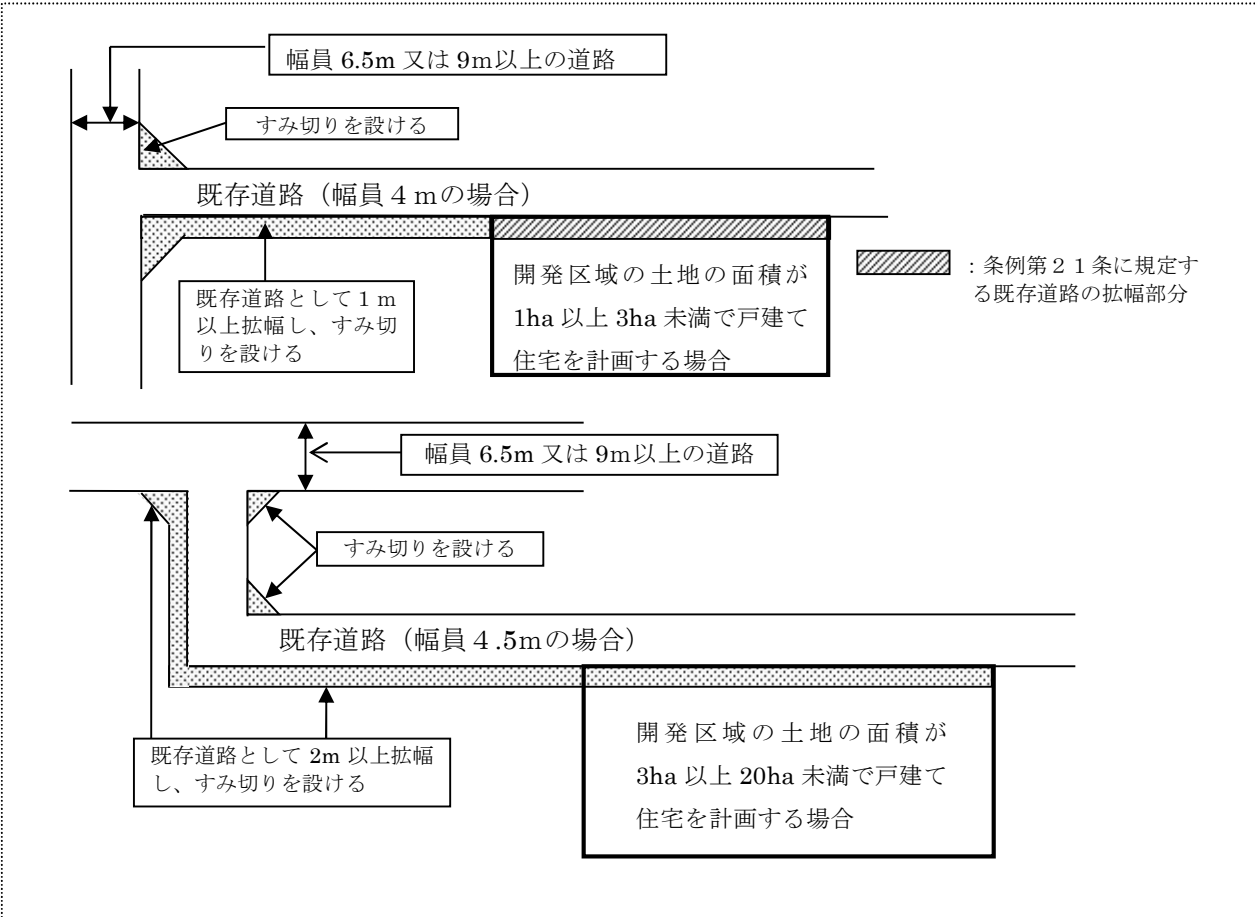 幅員 6.5m 又は 9m以上の道路
すみ切りを設ける
既存道路（幅員４ｍの場合）
既存道路として１ｍ
以上拡幅し、すみ切
りを設ける
開発区域の土地の面積が
1ha 以上 3ha 未満で戸建て
住宅を計画する場合
：条例第２１条に規定す
る既存道路の拡幅部分
幅員 6.5m 又は 9m以上の道路
すみ切りを設ける
既存道路（幅員４.5ｍの場合）
既存道路として 2m 以上拡幅
し、すみ切りを設ける
開発区域の土地の面積が
3ha 以上 20ha 未満で戸建て
住宅を計画する場合